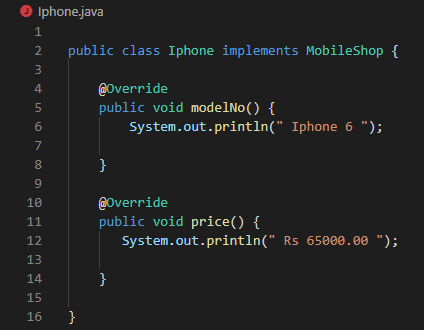 Iphone.java
1
2 public class Iphone implements MobileShop {
3
4     @Override
5     public void modelNo() {
6         System.out.println(" Iphone 6 ");
7
8     }
9
10     @Override
11     public void price() {
12        System.out.println(" Rs 65000.00 ");
13
14     }
15
16 }